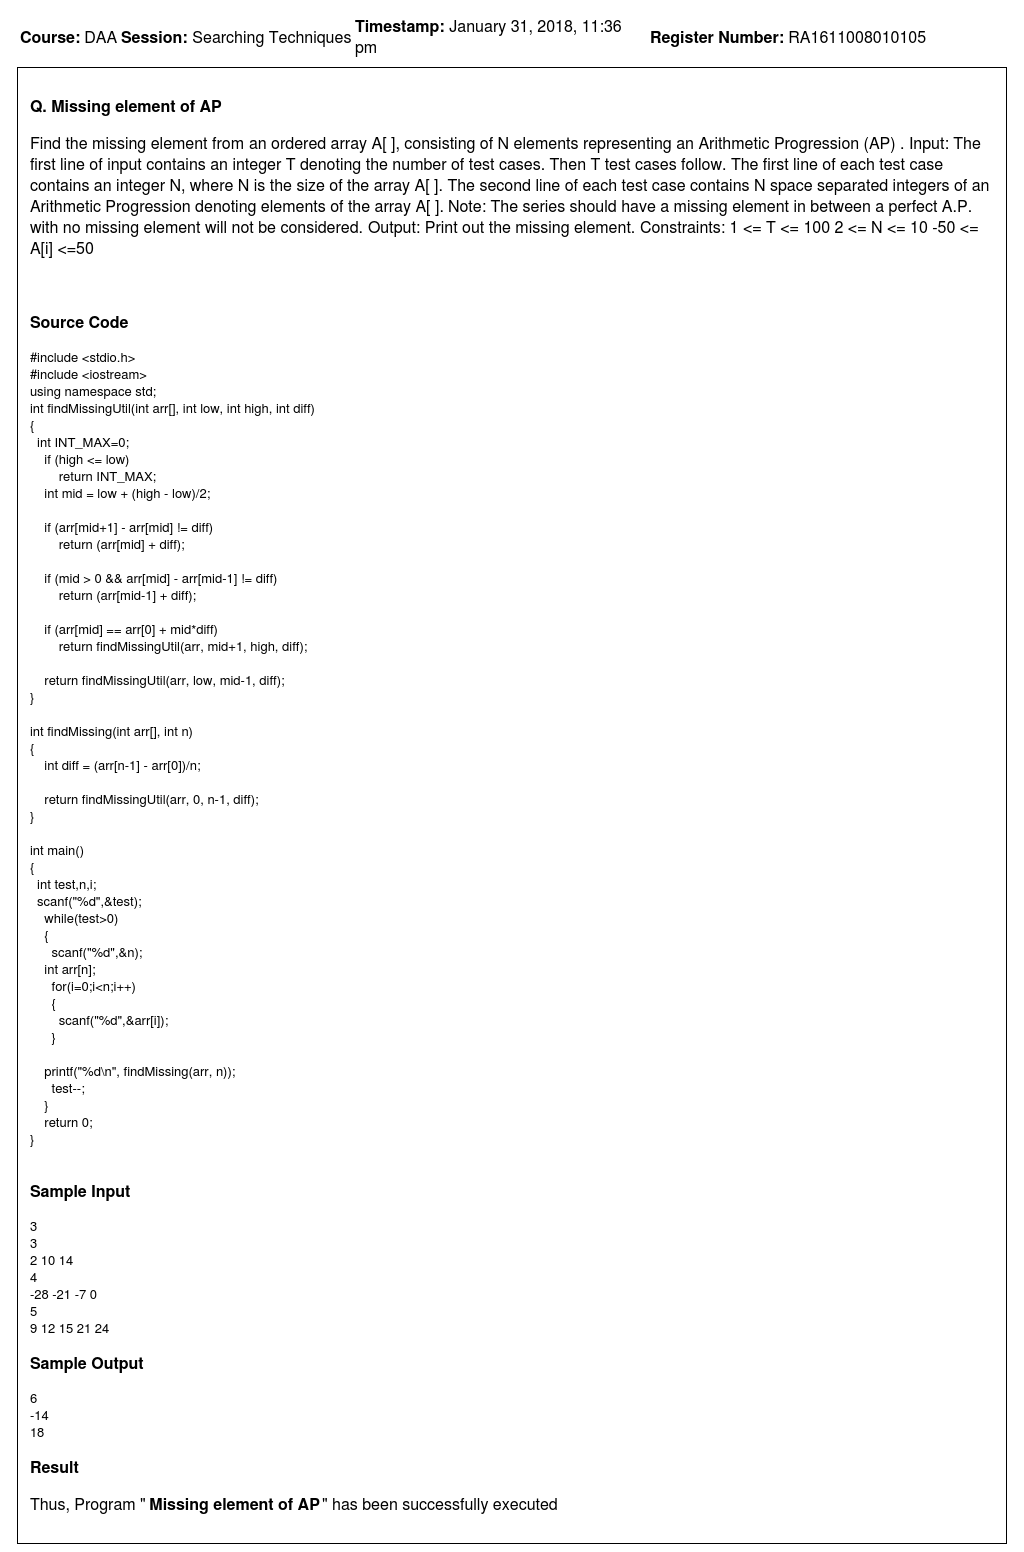 Course: DAA Session: Searching Techniques Timestamp: January 31, 2018, 11:36 pm Register Number: RA1611008010105
Q. Missing element of AP
Find the missing element from an ordered array A[ ], consisting of N elements representing an Arithmetic Progression (AP) . Input: The
first line of input contains an integer T denoting the number of test cases. Then T test cases follow. The first line of each test case
contains an integer N, where N is the size of the array A[ ]. The second line of each test case contains N space separated integers of an
Arithmetic Progression denoting elements of the array A[ ]. Note: The series should have a missing element in between a perfect A.P.
with no missing element will not be considered. Output: Print out the missing element. Constraints: 1 <= T <= 100 2 <= N <= 10 -50 <=
A[i] <=50
Source Code
#include <stdio.h>
#include <iostream>
using namespace std;
int findMissingUtil(int arr[], int low, int high, int diff)
{
int INT_MAX=0;
if (high <= low)
return INT_MAX;
int mid = low + (high - low)/2;
if (arr[mid+1] - arr[mid] != diff)
return (arr[mid] + diff);
if (mid > 0 && arr[mid] - arr[mid-1] != diff)
return (arr[mid-1] + diff);
if (arr[mid] == arr[0] + mid*diff)
return findMissingUtil(arr, mid+1, high, diff);
return findMissingUtil(arr, low, mid-1, diff);
}
int findMissing(int arr[], int n)
{
int diff = (arr[n-1] - arr[0])/n;
return findMissingUtil(arr, 0, n-1, diff);
}
int main()
{
int test,n,i;
scanf("%d",&test);
while(test>0)
{
scanf("%d",&n);
int arr[n];
for(i=0;i<n;i++)
{
scanf("%d",&arr[i]);
}
printf("%d\n", findMissing(arr, n));
test--;
}
return 0;
}
Sample Input
3
3
2 10 14
4
-28 -21 -7 0
5
9 12 15 21 24
Sample Output
6
-14
18
Result
Thus, Program " Missing element of AP" has been successfully executed